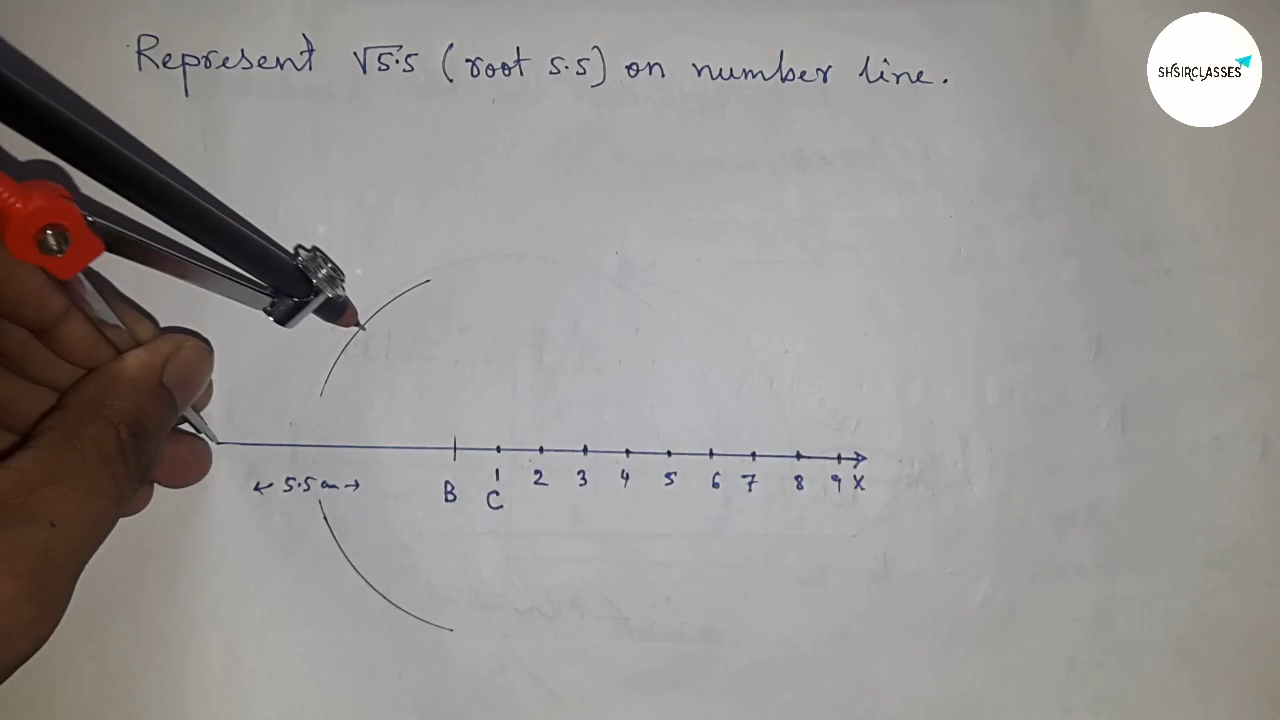 Represent √5.5 (root 5.5) on number line.
SHSIRCLASSES
← 5.5 cm → B 1 2 3 4 5 6 7 8 9 X
C